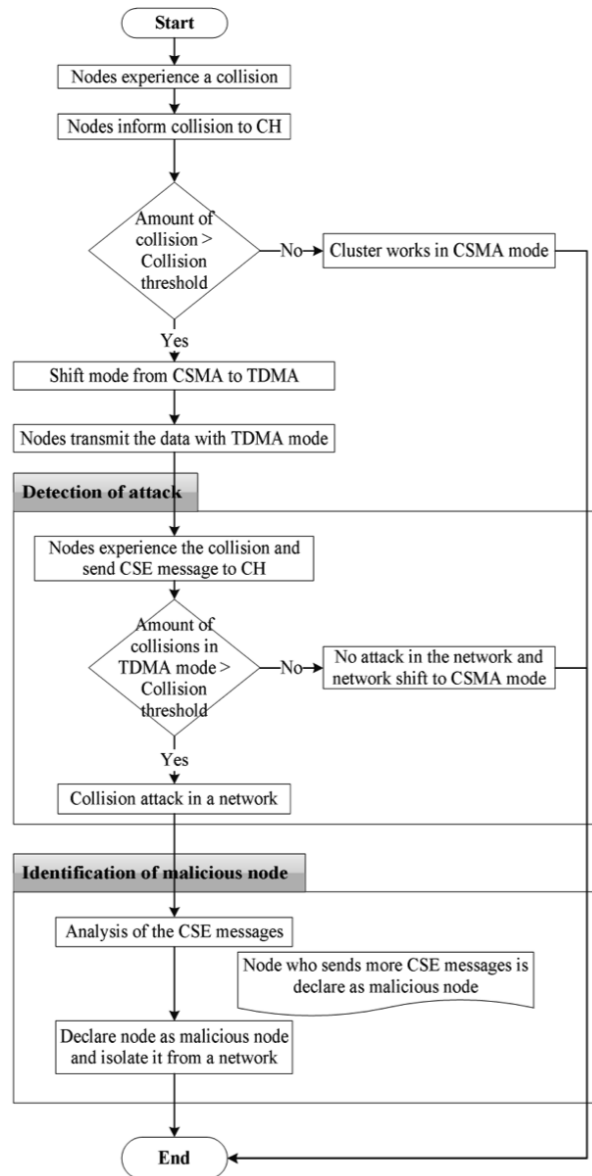 Start
Nodes experience a collision
Nodes inform collision to CH
Amount of
collision >
Collision
threshold
No
Cluster works in CSMA mode
Yes
Shift mode from CSMA to TDMA
Nodes transmit the data with TDMA mode
Detection of attack
Nodes experience the collision and
send CSE message to CH
Amount of
collisions in
TDMA mode >
Collision
threshold
No
No attack in the network and
network shift to CSMA mode
Yes
Collision attack in a network
Identification of malicious node
Analysis of the CSE messages
Node who sends more CSE messages is
declare as malicious node
Declare node as malicious node
and isolate it from a network
End